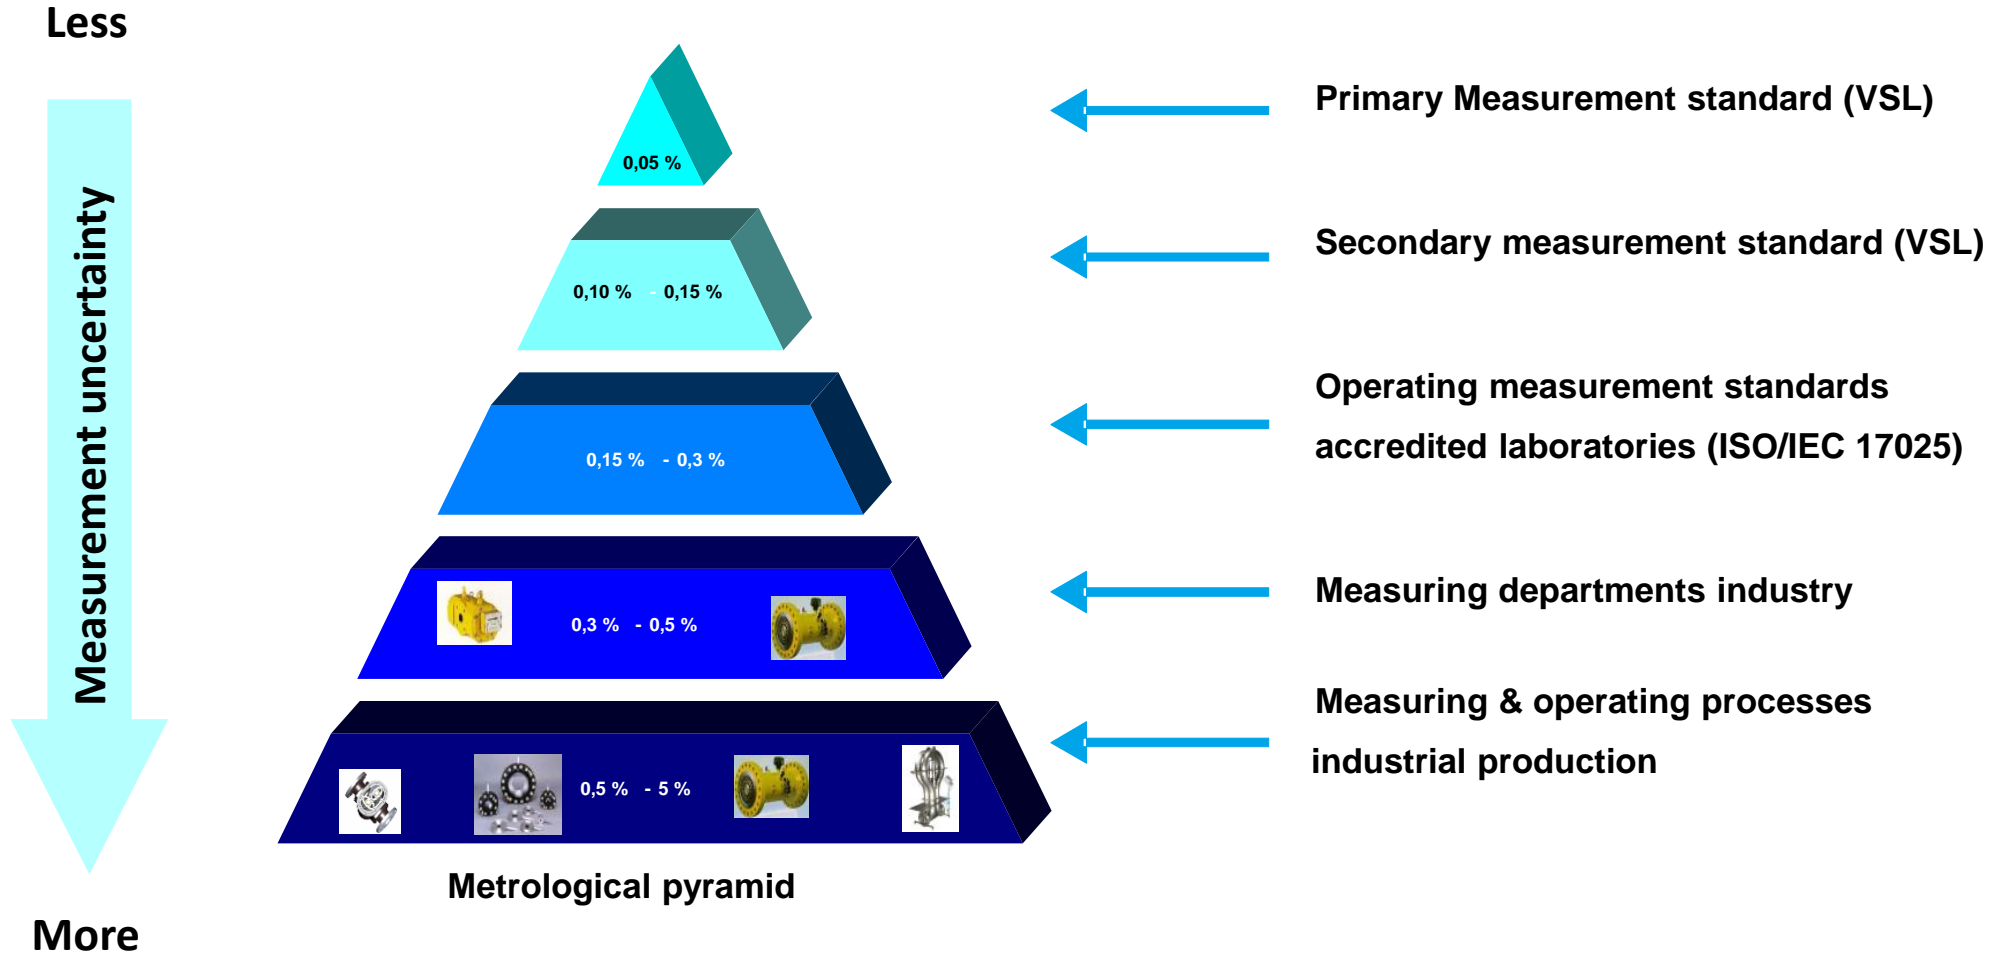 Less
Measurement uncertainty
More
0,05 %
0,10 % - 0,15 %
0,15 % - 0,3 %
0,3 % - 0,5 %
0,5 % - 5 %
Metrological pyramid
Primary Measurement standard (VSL)
Secondary measurement standard (VSL)
Operating measurement standards
accredited laboratories (ISO/IEC 17025)
Measuring departments industry
Measuring & operating processes
industrial production